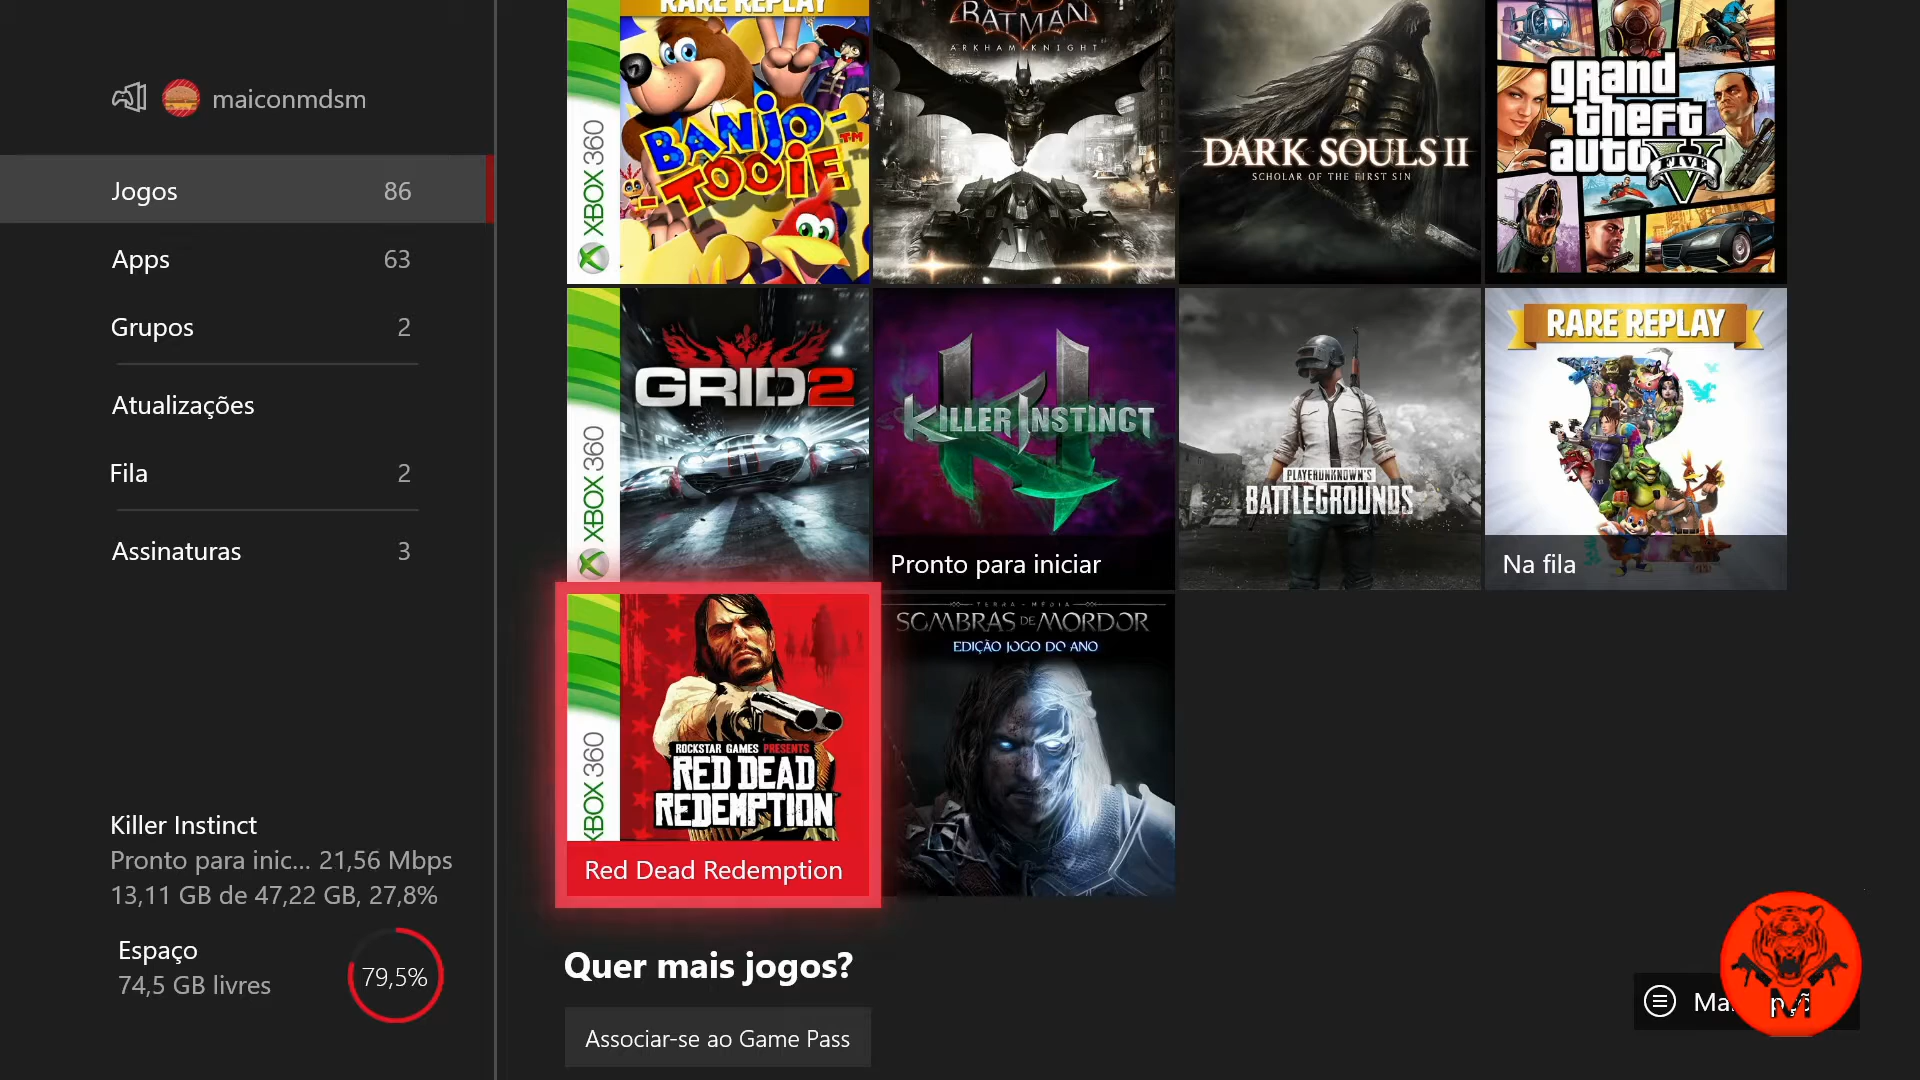 maiconmdsm
Jogos 86
Apps 63
Grupos 2
Atualizações
Fila 2
Assinaturas 3
Killer Instinct
Pronto para inic... 21,56 Mbps
13,11 GB de 47,22 GB, 27,8%
Espaço
74,5 GB livres
79,5%
RARE REPLAY
XBOX 360
BANJO-
TOOIE™
BATMAN
ARKHAM KNIGHT
DARK SOULS II
SCHOLAR OF THE FIRST SIN
grand
theft
auto
FIVE
XBOX 360
GRID 2
KILLER INSTINCT
Pronto para iniciar
PLAYERUNKNOWN'S
BATTLEGROUNDS
RARE REPLAY
Na fila
XBOX 360
ROCKSTAR GAMES PRESENTS
RED DEAD
REDEMPTION
Red Dead Redemption
TERRA-MÉDIA
SOMBRAS DE MORDOR
EDIÇÃO JOGO DO ANO
Quer mais jogos?
Associar-se ao Game Pass
M